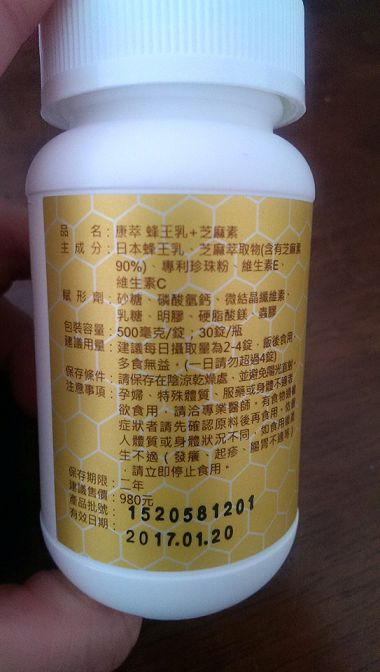 品　　名：康萃 蜂王乳+芝麻素
主 成 分：日本蜂王乳、芝麻萃取物(含有芝麻素
90%)、專利珍珠粉、維生素E、
維生素C
賦 形 劑：砂糖、磷酸氫鈣、微結晶纖維素、
乳糖、明膠、硬脂酸鎂、蟲膠
包裝容量：500毫克/錠；30錠/瓶
建議用量：建議每日攝取量為2-4錠，飯後食用，
多食無益。(一日請勿超過4錠)
保存條件：請保存在陰涼乾燥處，並避免陽光直射。
注意事項：孕婦、特殊體質、服藥或身體不適者
欲食用，請洽專業醫師。有食物過敏
症狀者請先確認原料後再食用。
人體質或身體狀況不同，如食用後產
生不適（發癢、起疹、腸胃不適等）
，請立即停止食用。
保存期限：二年
建議售價：980元
產品批號：1520581201
有效日期：2017.01.20